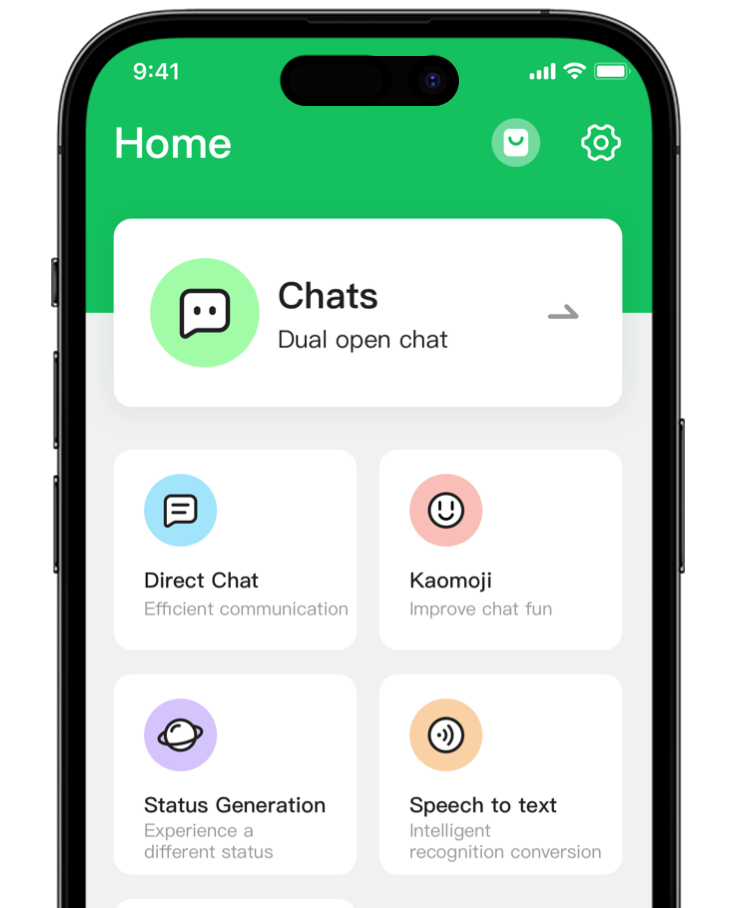 9:41
Home
Chats
Dual open chat
Direct Chat
Efficient communication
Kaomoji
Improve chat fun
Status Generation
Experience a
different status
Speech to text
Intelligent
recognition conversion